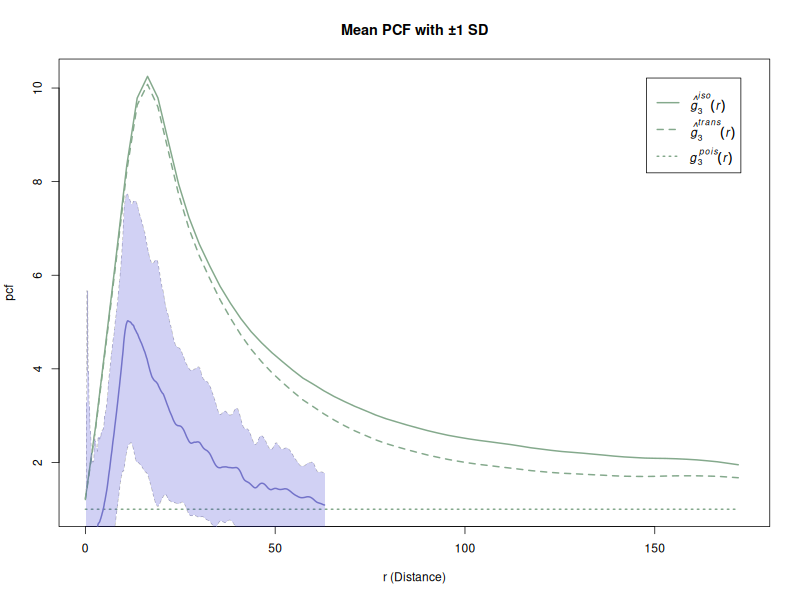 Mean PCF with ±1 SD
ĝ₃ⁱˢᵒ(r)
ĝ₃ᵗʳᵃⁿˢ(r)
g₃ᵖᵒⁱˢ(r)
pcf
10
8
6
4
2
0 50 100 150
r (Distance)